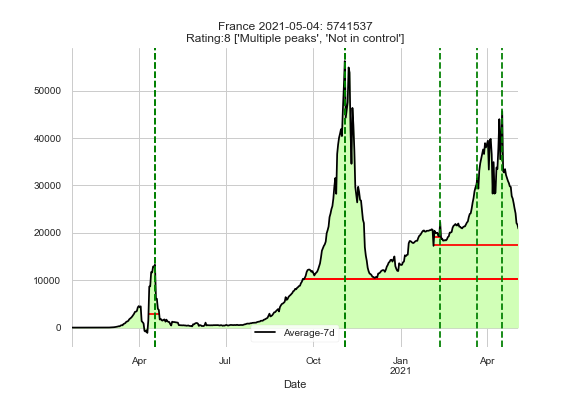 France 2021-05-04: 5741537
Rating:8 ['Multiple peaks', 'Not in control']
50000
40000
30000
20000
10000
0
Average-7d
Apr
Jul
Oct
Jan
2021
Apr
Date